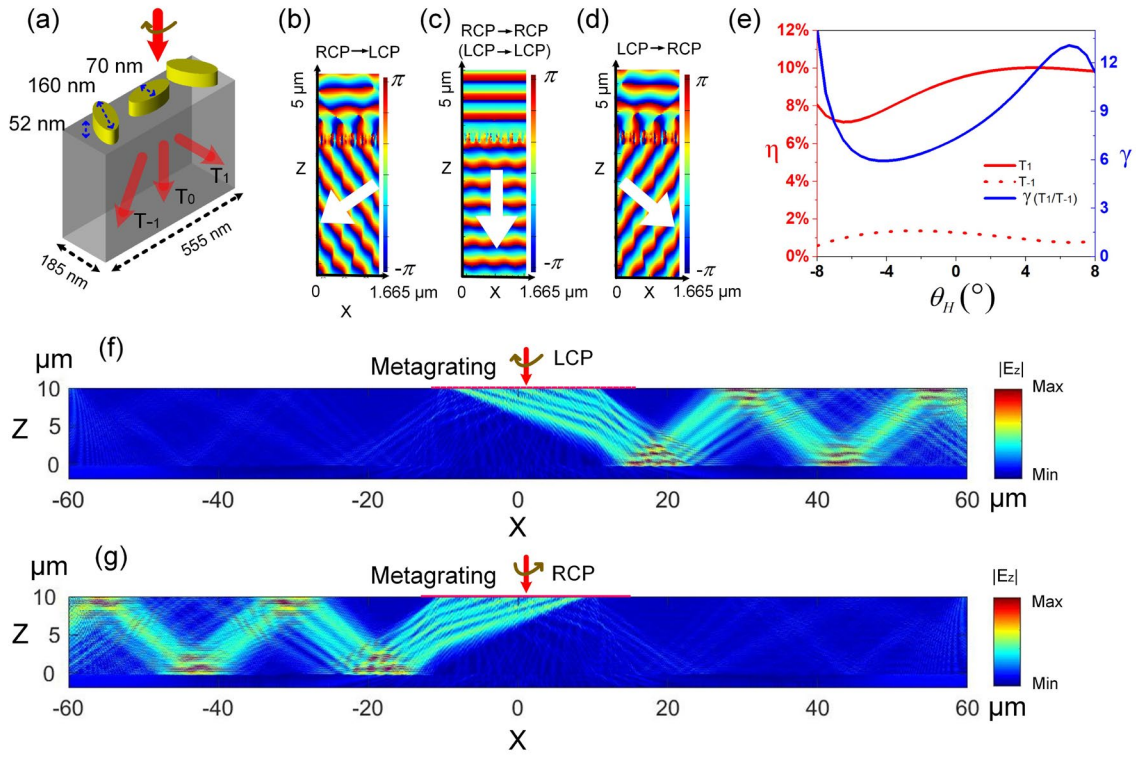 (a)
70 nm
160 nm
52 nm
T-1
T0
T1
185 nm
555 nm
(b)
RCP→LCP
5 μm
Z
0
1.665 μm
X
π
-π
(c)
RCP→RCP
(LCP→LCP)
5 μm
Z
0
X
1.665 μm
π
-π
(d)
LCP→RCP
5 μm
Z
0
1.665 μm
X
π
-π
(e)
12%
10%
8%
6%
4%
2%
0%
η
T1
T-1
γ (T1/T-1)
12
9
6
3
0
γ
-8 -4 0 4 8
θH (°)
(f)
μm
Metagrating
LCP
10
5
0
Z
-60 -40 -20 0 20 40 60
μm
X
|Ez|
Max
Min
(g)
μm
Metagrating
RCP
10
5
0
Z
-60 -40 -20 0 20 40 60
μm
X
|Ez|
Max
Min